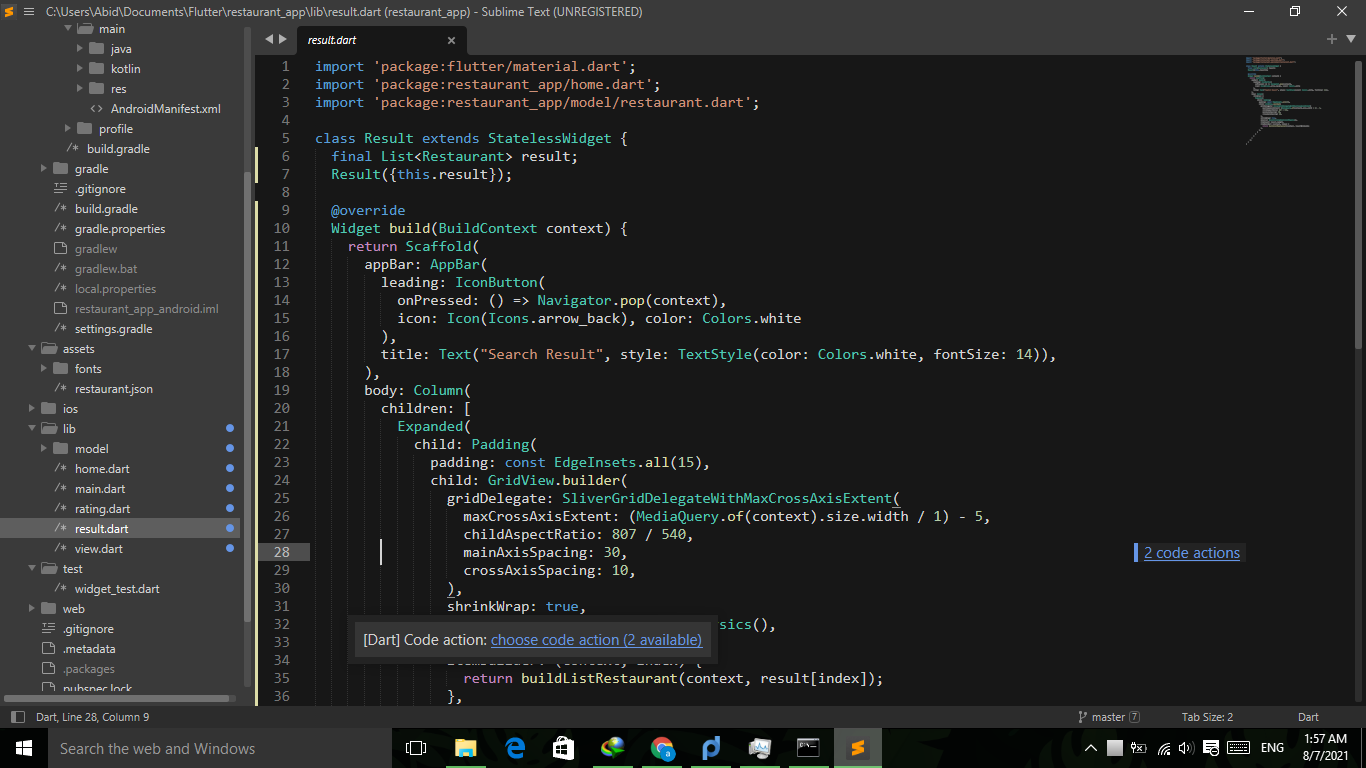 C:\Users\Abid\Documents\Flutter\restaurant_app\lib\result.dart (restaurant_app) - Sublime Text (UNREGISTERED)
main
java
kotlin
res
<> AndroidManifest.xml
profile
/* build.gradle
gradle
.gitignore
/* build.gradle
/* gradle.properties
gradlew
/* gradlew.bat
/* local.properties
restaurant_app_android.iml
/* settings.gradle
assets
fonts
/* restaurant.json
ios
lib
model
/* home.dart
/* main.dart
/* rating.dart
/* result.dart
/* view.dart
test
/* widget_test.dart
web
.gitignore
.metadata
.packages
pubspec.lock
result.dart
1 import 'package:flutter/material.dart';
2 import 'package:restaurant_app/home.dart';
3 import 'package:restaurant_app/model/restaurant.dart';
4
5 class Result extends StatelessWidget {
6 final List<Restaurant> result;
7 Result({this.result});
8
9 @override
10 Widget build(BuildContext context) {
11 return Scaffold(
12 appBar: AppBar(
13 leading: IconButton(
14 onPressed: () => Navigator.pop(context),
15 icon: Icon(Icons.arrow_back), color: Colors.white
16 ),
17 title: Text("Search Result", style: TextStyle(color: Colors.white, fontSize: 14)),
18 ),
19 body: Column(
20 children: [
21 Expanded(
22 child: Padding(
23 padding: const EdgeInsets.all(15),
24 child: GridView.builder(
25 gridDelegate: SliverGridDelegateWithMaxCrossAxisExtent(
26 maxCrossAxisExtent: (MediaQuery.of(context).size.width / 1) - 5,
27 childAspectRatio: 807 / 540,
28 mainAxisSpacing: 30,
2 code actions
29 crossAxisSpacing: 10,
30 ),
31 shrinkWrap: true,
32 sics(),
33
[Dart] Code action: choose code action (2 available)
34 (context, index) {
35 return buildListRestaurant(context, result[index]);
36 },
Dart, Line 28, Column 9
master 7
Tab Size: 2
Dart
Search the web and Windows
ENG
1:57 AM
8/7/2021